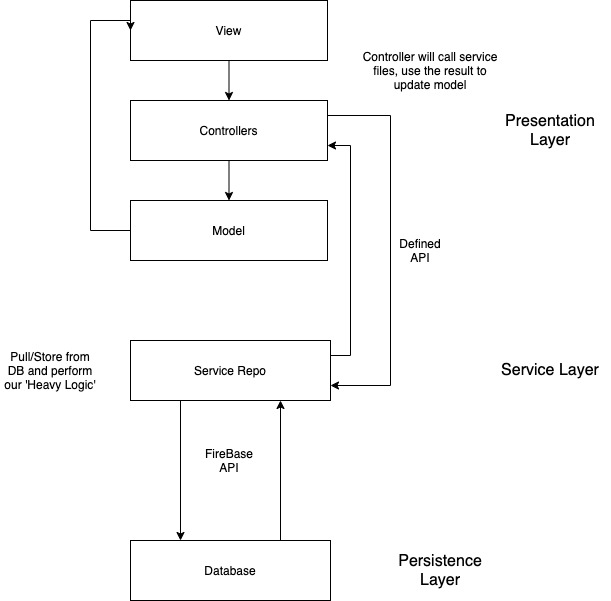 View
Controller will call service
files, use the result to
update model
Controllers
Presentation
Layer
Model
Defined
API
Pull/Store from
DB and perform
our 'Heavy Logic'
Service Repo
Service Layer
FireBase
API
Database
Persistence
Layer